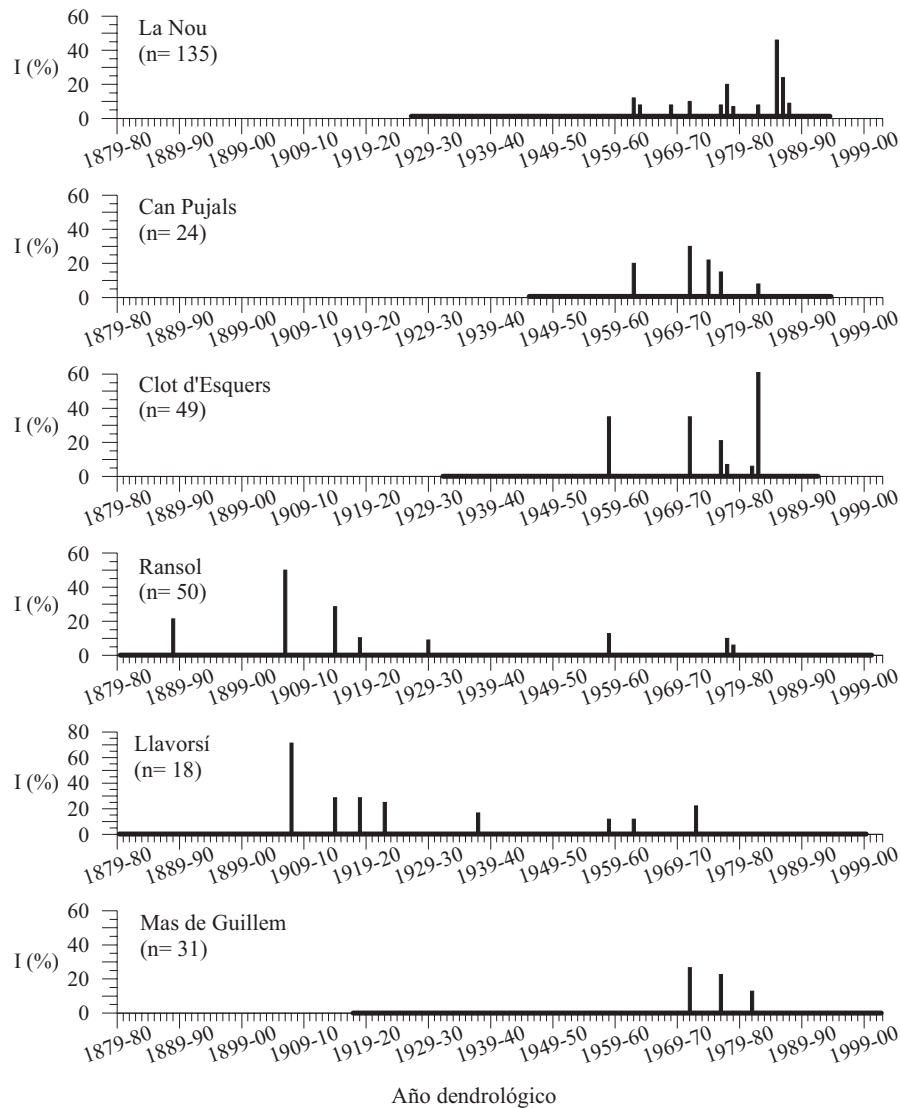 60
La Nou
40
(n= 135)
I (%)
20
0
1879-80 1889-90 1899-00 1909-10 1919-20 1929-30 1939-40 1949-50 1959-60 1969-70 1979-80 1989-90 1999-00
60
Can Pujals
40
(n= 24)
I (%)
20
0
1879-80 1889-90 1899-00 1909-10 1919-20 1929-30 1939-40 1949-50 1959-60 1969-70 1979-80 1989-90 1999-00
60
Clot d'Esquers
40
(n= 49)
I (%)
20
0
1879-80 1889-90 1899-00 1909-10 1919-20 1929-30 1939-40 1949-50 1959-60 1969-70 1979-80 1989-90 1999-00
60
Ransol
40
(n= 50)
I (%)
20
0
1879-80 1889-90 1899-00 1909-10 1919-20 1929-30 1939-40 1949-50 1959-60 1969-70 1979-80 1989-90 1999-00
80
Llavorsí
60
(n= 18)
I (%)
40
20
0
1879-80 1889-90 1899-00 1909-10 1919-20 1929-30 1939-40 1949-50 1959-60 1969-70 1979-80 1989-90 1999-00
60
Mas de Guillem
40
(n= 31)
I (%)
20
0
1879-80 1889-90 1899-00 1909-10 1919-20 1929-30 1939-40 1949-50 1959-60 1969-70 1979-80 1989-90 1999-00
Año dendrológico